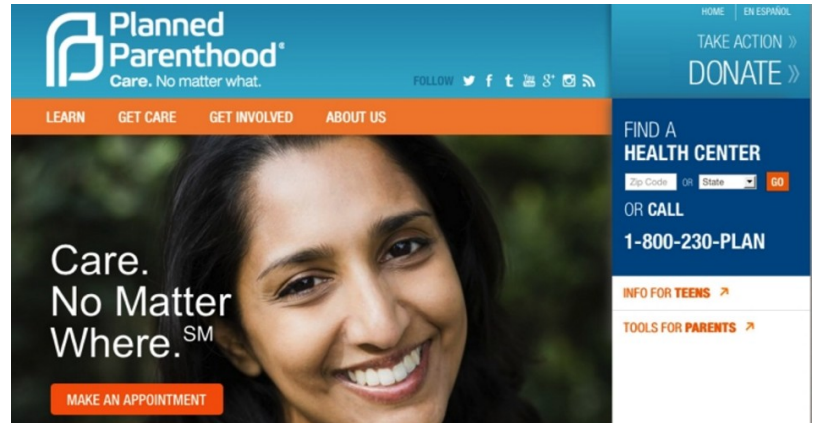 Planned
Parenthood®
Care. No matter what.
FOLLOW
HOME | EN ESPAÑOL
TAKE ACTION »
DONATE »
LEARN GET CARE GET INVOLVED ABOUT US
Care.
No Matter
Where.SM
MAKE AN APPOINTMENT
FIND A
HEALTH CENTER
Zip Code OR State GO
OR CALL
1-800-230-PLAN
INFO FOR TEENS
TOOLS FOR PARENTS